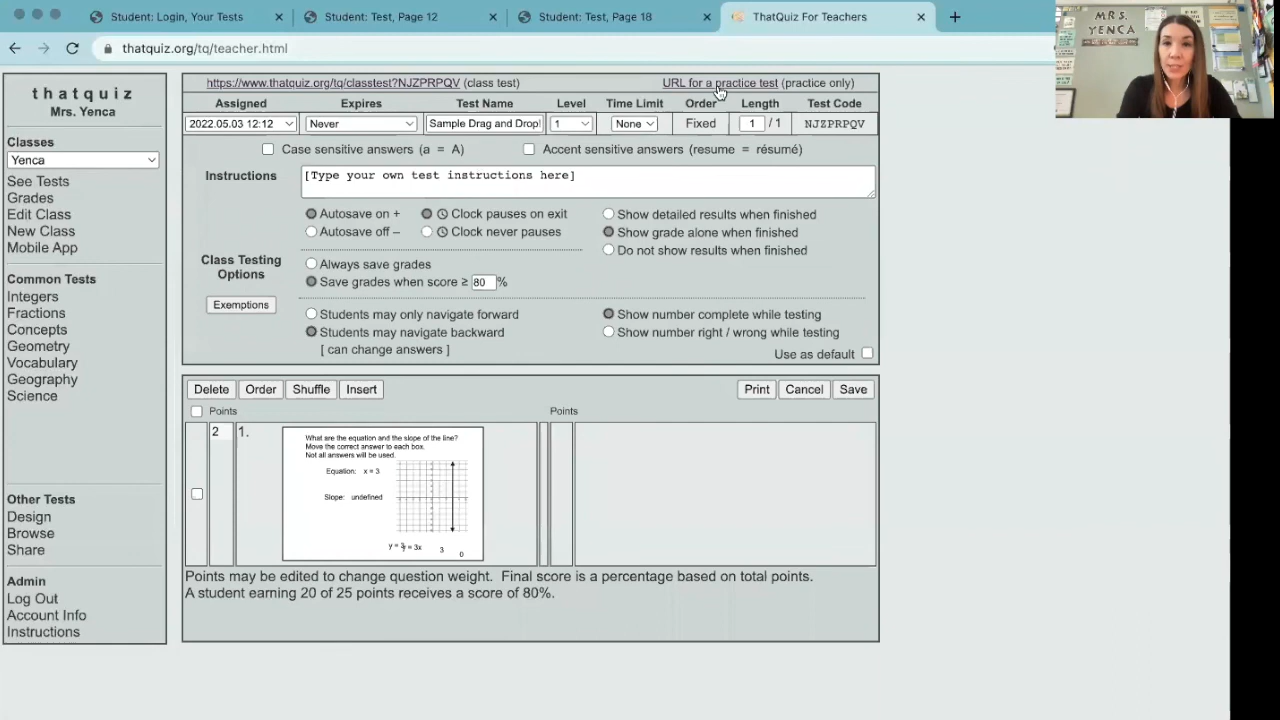 Student: Login, Your Tests
Student: Test, Page 12
Student: Test, Page 18
ThatQuiz For Teachers
thatquiz.org/tq/teacher.html
MRS.
YENCA
thatquiz
Mrs. Yenca
Classes
Yenca
See Tests
Grades
Edit Class
New Class
Mobile App
Common Tests
Integers
Fractions
Concepts
Geometry
Vocabulary
Geography
Science
Other Tests
Design
Browse
Share
Admin
Log Out
Account Info
Instructions
https://www.thatquiz.org/tq/classtest?NJZPRPQV (class test)
URL for a practice test (practice only)
Assigned Expires Test Name Level Time Limit Order Length Test Code
2022.05.03 12:12 Never Sample Drag and Drop! 1 None Fixed 1 / 1 NJZPRPQV
Case sensitive answers (a = A) Accent sensitive answers (resume = résumé)
Instructions [Type your own test instructions here]
Class Testing
Options
Exemptions
Autosave on + Clock pauses on exit Show detailed results when finished
Autosave off – Clock never pauses Show grade alone when finished
Do not show results when finished
Always save grades
Save grades when score ≥ 80 %
Students may only navigate forward Show number complete while testing
Students may navigate backward Show number right / wrong while testing
[ can change answers ]
Use as default
Delete Order Shuffle Insert Print Cancel Save
Points Points
2 1.
What are the equation and the slope of the line?
Move the correct answer to each box.
Not all answers will be used.
Equation: x = 3
Slope: undefined
3
0
Points may be edited to change question weight. Final score is a percentage based on total points.
A student earning 20 of 25 points receives a score of 80%.